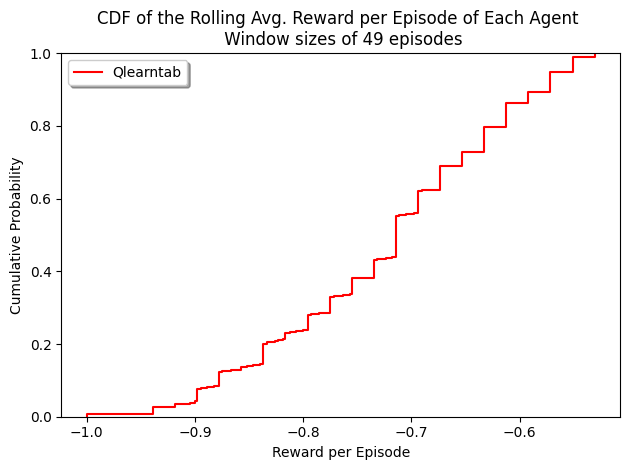 CDF of the Rolling Avg. Reward per Episode of Each Agent
Window sizes of 49 episodes
Qlearntab
Cumulative Probability
1.0
0.8
0.6
0.4
0.2
0.0
−1.0 −0.9 −0.8 −0.7 −0.6
Reward per Episode